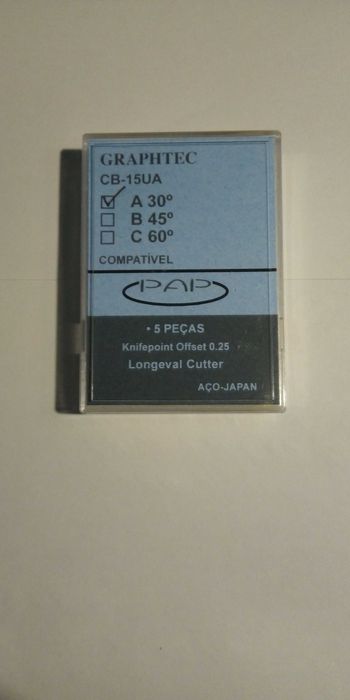 GRAPHTEC
CB-15UA
☑ A 30º
☐ B 45º
☐ C 60º
COMPATÍVEL
PAP
• 5 PEÇAS
Knifepoint Offset 0.25
Longeval Cutter
AÇO-JAPAN